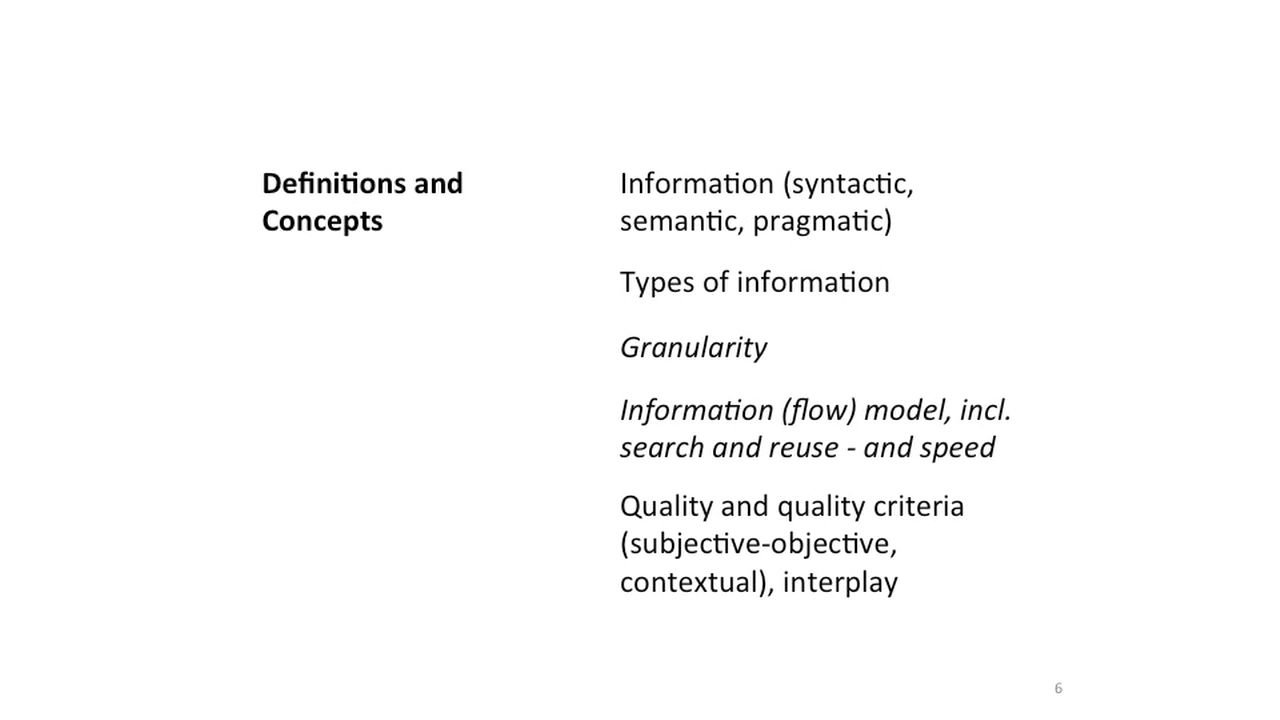 Definitions and
Concepts
Information (syntactic,
semantic, pragmatic)
Types of information
Granularity
Information (flow) model, incl.
search and reuse - and speed
Quality and quality criteria
(subjective-objective,
contextual), interplay
6